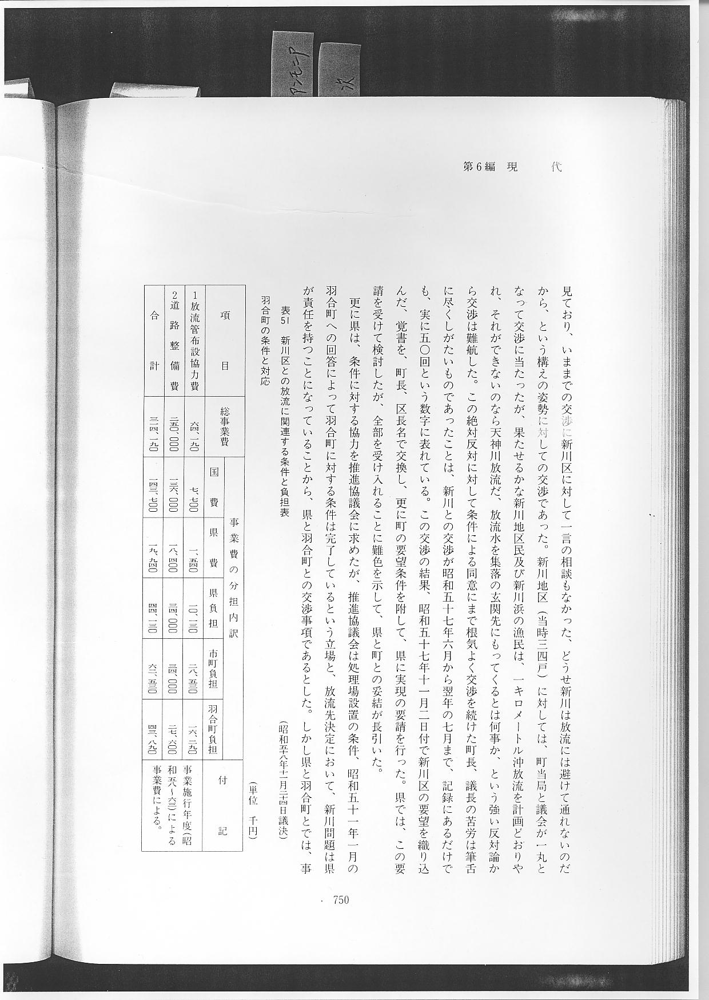 アンモニア
次
第6編 現 代
見ており、いままでの交渉に新川区に対して一言の相談もなかった、どうせ新川は放流には避けて通れないのだ
から、という構えの姿勢に対しての交渉であった。新川地区（当時三四戸）に対しては、町当局と議会が一丸と
なって交渉に当たったが、果たせるかな新川地区民及び新川浜の漁民は、一キロメートル沖放流を計画どおりや
れ、それができないのなら天神川放流だ、放流水を集落の玄関先にもってくるとは何事か、という強い反対論か
ら交渉は難航した。この絶対反対に対して条件による同意にまで根気よく交渉を続けた町長、議長の苦労は筆舌
に尽くしがたいものであったことは、新川との交渉が昭和五十七年六月から翌年の七月まで、記録にあるだけで
も、実に五〇回という数字に表れている。この交渉の結果、昭和五十七年十一月二日付で新川区の要望を織り込
んだ、覚書を、町長、区長名で交換し、更に町の要望条件を附して、県に実現の要請を行った。県では、この要
請を受けて検討したが、全部を受け入れることに難色を示して、県と町との妥結が長引いた。
更に県は、条件に対する協力を推進協議会に求めたが、推進協議会は処理場設置の条件、昭和五十一年一月の
羽合町への回答によって羽合町に対する条件は完了しているという立場と、放流先決定において、新川問題は県
が責任を持つことになっていることから、県と羽合町との交渉事項であるとした。しかし県と羽合町とでは、事
表51 新川区との放流に関連する条件と負担表
（昭和五十八年十一月二十四日議決）
羽合町の条件と対応
（単位 千円）
項 目 総事業費 事業費の分担内訳 付 記
国 費 県 費 県負担 市町負担 羽合町負担
1放流管布設協力費 六四、一九〇 七、七〇〇 一、五四〇 一〇、一三〇 二八、五三〇 一六、二九〇
2道路整備費 二五〇、〇〇〇 一三六、〇〇〇 一八、四〇〇 三四、〇〇〇 三四、〇〇〇 二七、六〇〇
合 計 三一四、一九〇 一四三、七〇〇 一九、九四〇 四四、一三〇 六二、五三〇 四三、八九〇
事業施行年度（昭
和五八〜六三）による
事業費による。
750